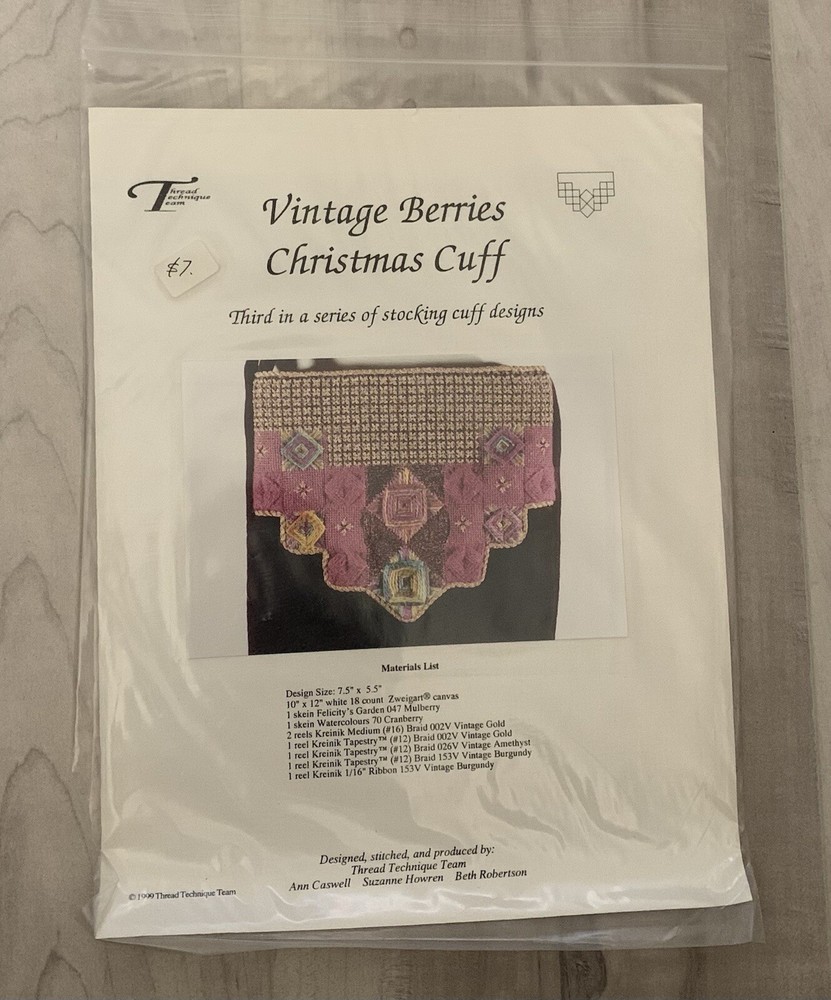 Thread
Technique
Team
Vintage Berries
Christmas Cuff
$7.
Third in a series of stocking cuff designs
Materials List
Design Size: 7.5" x 5.5"
10" x 12" white 18 count Zweigart® canvas
1 skein Felicity's Garden 047 Mulberry
1 skein Watercolours 70 Cranberry
2 reels Kreinik Medium (#16) Braid 002V Vintage Gold
1 reel Kreinik Tapestry™ (#12) Braid 002V Vintage Gold
1 reel Kreinik Tapestry™ (#12) Braid 026V Vintage Amethyst
1 reel Kreinik Tapestry™ (#12) Braid 153V Vintage Burgundy
1 reel Kreinik 1/16" Ribbon 153V Vintage Burgundy
Designed, stitched, and produced by:
Thread Technique Team
Ann Caswell Suzanne Howren Beth Robertson
© 1999 Thread Technique Team